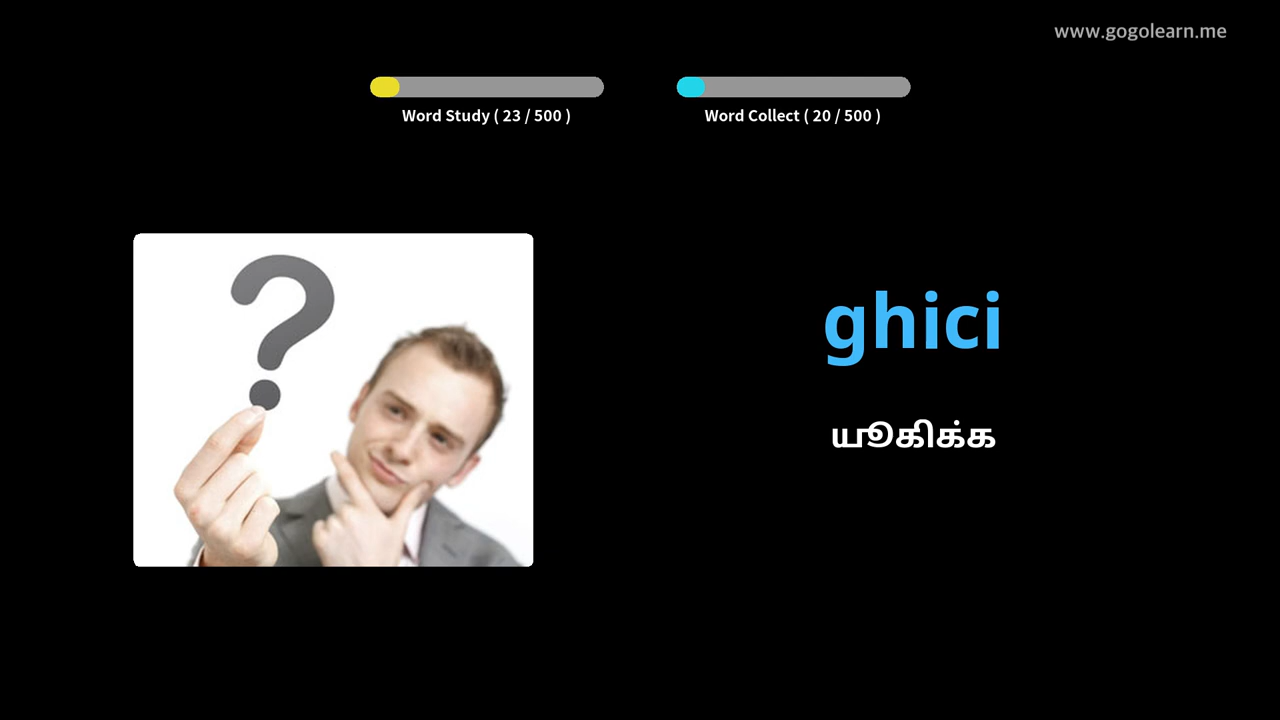 www.gogolearn.me
Word Study ( 23 / 500 )
Word Collect ( 20 / 500 )
?
ghici
யூகிக்க